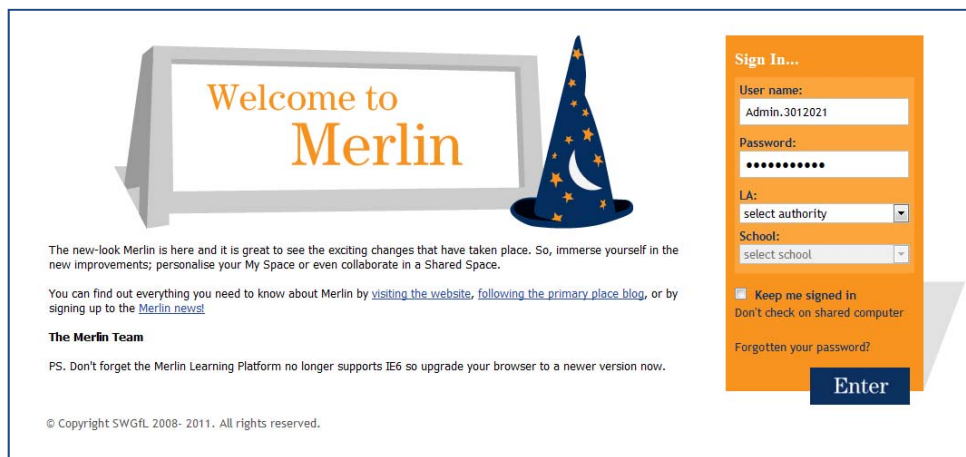 Welcome to
Merlin
The new-look Merlin is here and it is great to see the exciting changes that have taken place. So, immerse yourself in the
new improvements; personalise your My Space or even collaborate in a Shared Space.
You can find out everything you need to know about Merlin by visiting the website, following the primary place blog, or by
signing up to the Merlin news!
The Merlin Team
PS. Don't forget the Merlin Learning Platform no longer supports IE6 so upgrade your browser to a newer version now.
© Copyright SWGfL 2008- 2011. All rights reserved.
Sign In...
User name:
Admin.3012021
Password:
•••••••••••
LA:
select authority
School:
select school
Keep me signed in
Don't check on shared computer
Forgotten your password?
Enter